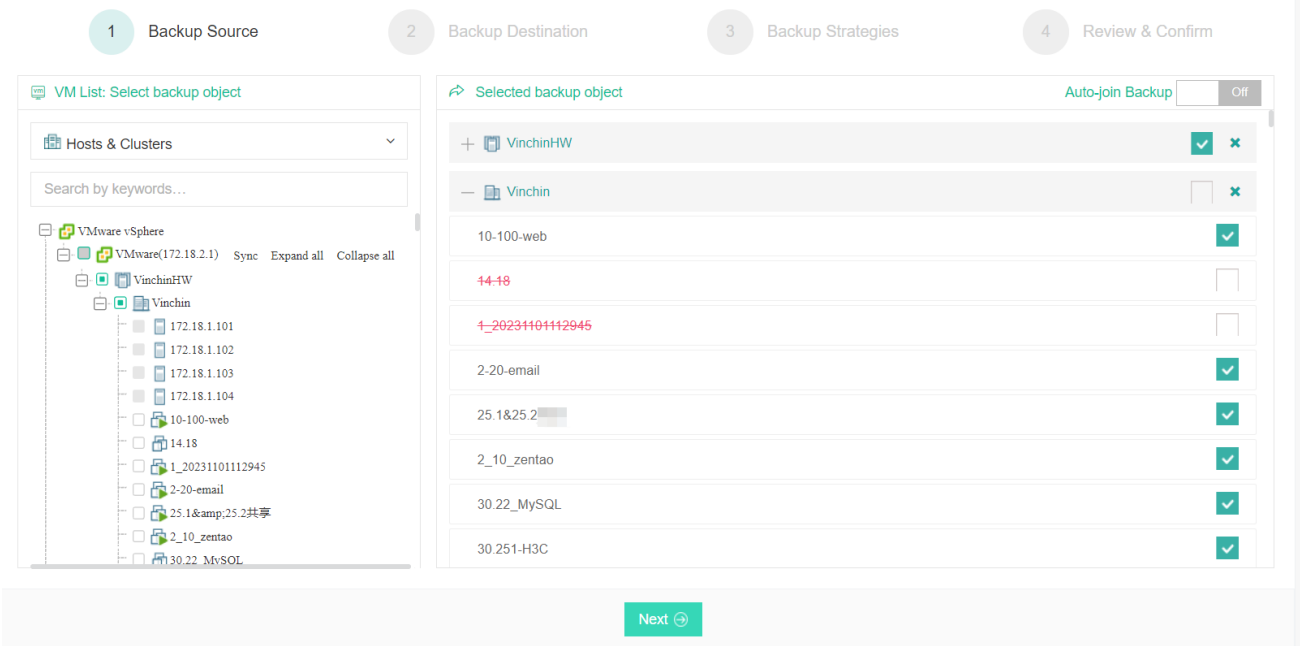 1 Backup Source
2 Backup Destination
3 Backup Strategies
4 Review & Confirm
VM List: Select backup object
Hosts & Clusters
Search by keywords...
VMware vSphere
VMware(172.18.2.1) Sync Expand all Collapse all
VinchinHW
Vinchin
172.18.1.101
172.18.1.102
172.18.1.103
172.18.1.104
10-100-web
14.18
1_20231101112945
2-20-email
25.1&amp;25.2共享
2_10_zentao
30.22_MySQL
Selected backup object
Auto-join Backup Off
VinchinHW
Vinchin
10-100-web
14.18
1_20231101112945
2-20-email
25.1&25.2
2_10_zentao
30.22_MySQL
30.251-H3C
Next